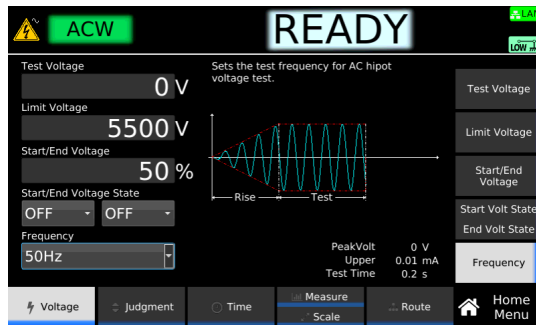 ACW
READY
LAN
LOW
Test Voltage
0 V
Limit Voltage
5500 V
Start/End Voltage
50 %
Start/End Voltage State
OFF OFF
Frequency
50Hz
Sets the test frequency for AC hipot
voltage test.
Rise Test
PeakVolt 0 V
Upper 0.01 mA
Test Time 0.2 s
Test Voltage
Limit Voltage
Start/End
Voltage
Start Volt State
End Volt State
Frequency
Voltage
Judgment
Time
Measure
Scale
Route
Home
Menu